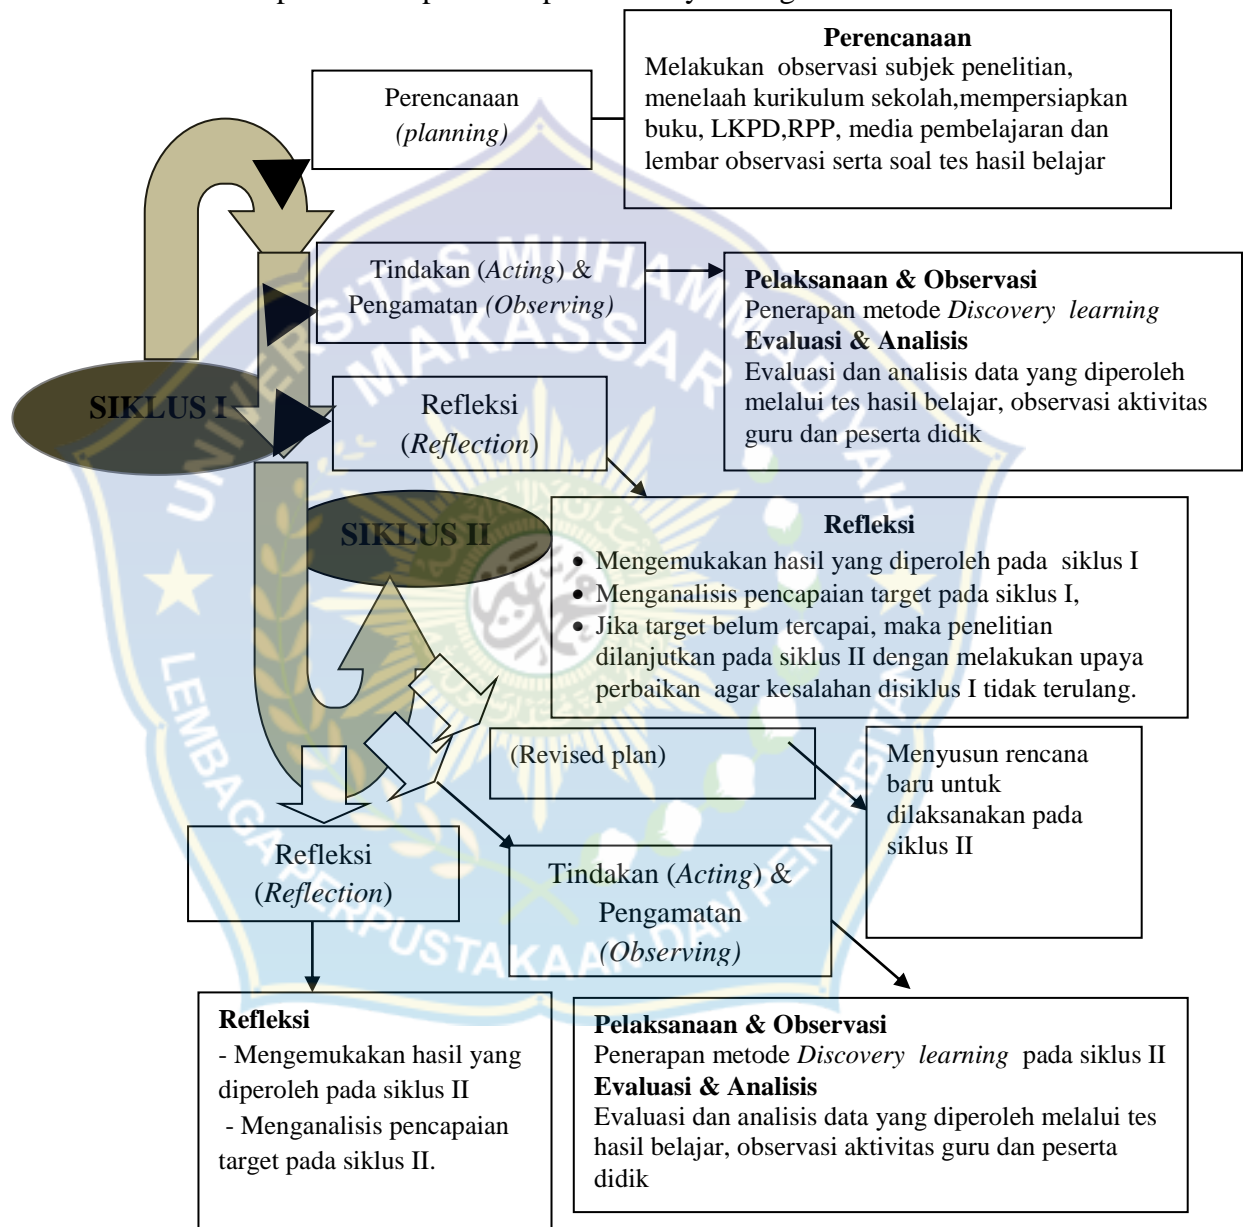 Perencanaan
Melakukan observasi subjek penelitian,
menelaah kurikulum sekolah,mempersiapkan
buku, LKPD,RPP, media pembelajaran dan
lembar observasi serta soal tes hasil belajar
Perencanaan
(planning)
Tindakan (Acting) &
Pengamatan (Observing)
Pelaksanaan & Observasi
Penerapan metode Discovery learning
Evaluasi & Analisis
Evaluasi dan analisis data yang diperoleh
melalui tes hasil belajar, observasi aktivitas
guru dan peserta didik
SIKLUS I
Refleksi
(Reflection)
SIKLUS II
Refleksi
• Mengemukakan hasil yang diperoleh pada siklus I
• Menganalisis pencapaian target pada siklus I,
• Jika target belum tercapai, maka penelitian
dilanjutkan pada siklus II dengan melakukan upaya
perbaikan agar kesalahan disiklus I tidak terulang.
(Revised plan)
Menyusun rencana
baru untuk
dilaksanakan pada
siklus II
Refleksi
(Reflection)
Tindakan (Acting) &
Pengamatan
(Observing)
Refleksi
- Mengemukakan hasil yang
diperoleh pada siklus II
- Menganalisis pencapaian
target pada siklus II.
Pelaksanaan & Observasi
Penerapan metode Discovery learning pada siklus II
Evaluasi & Analisis
Evaluasi dan analisis data yang diperoleh melalui tes
hasil belajar, observasi aktivitas guru dan peserta
didik
UNIVERSITAS MUHAMMADIYAH
MAKASSAR
LEMBAGA PERPUSTAKAAN DAN PENERBITAN